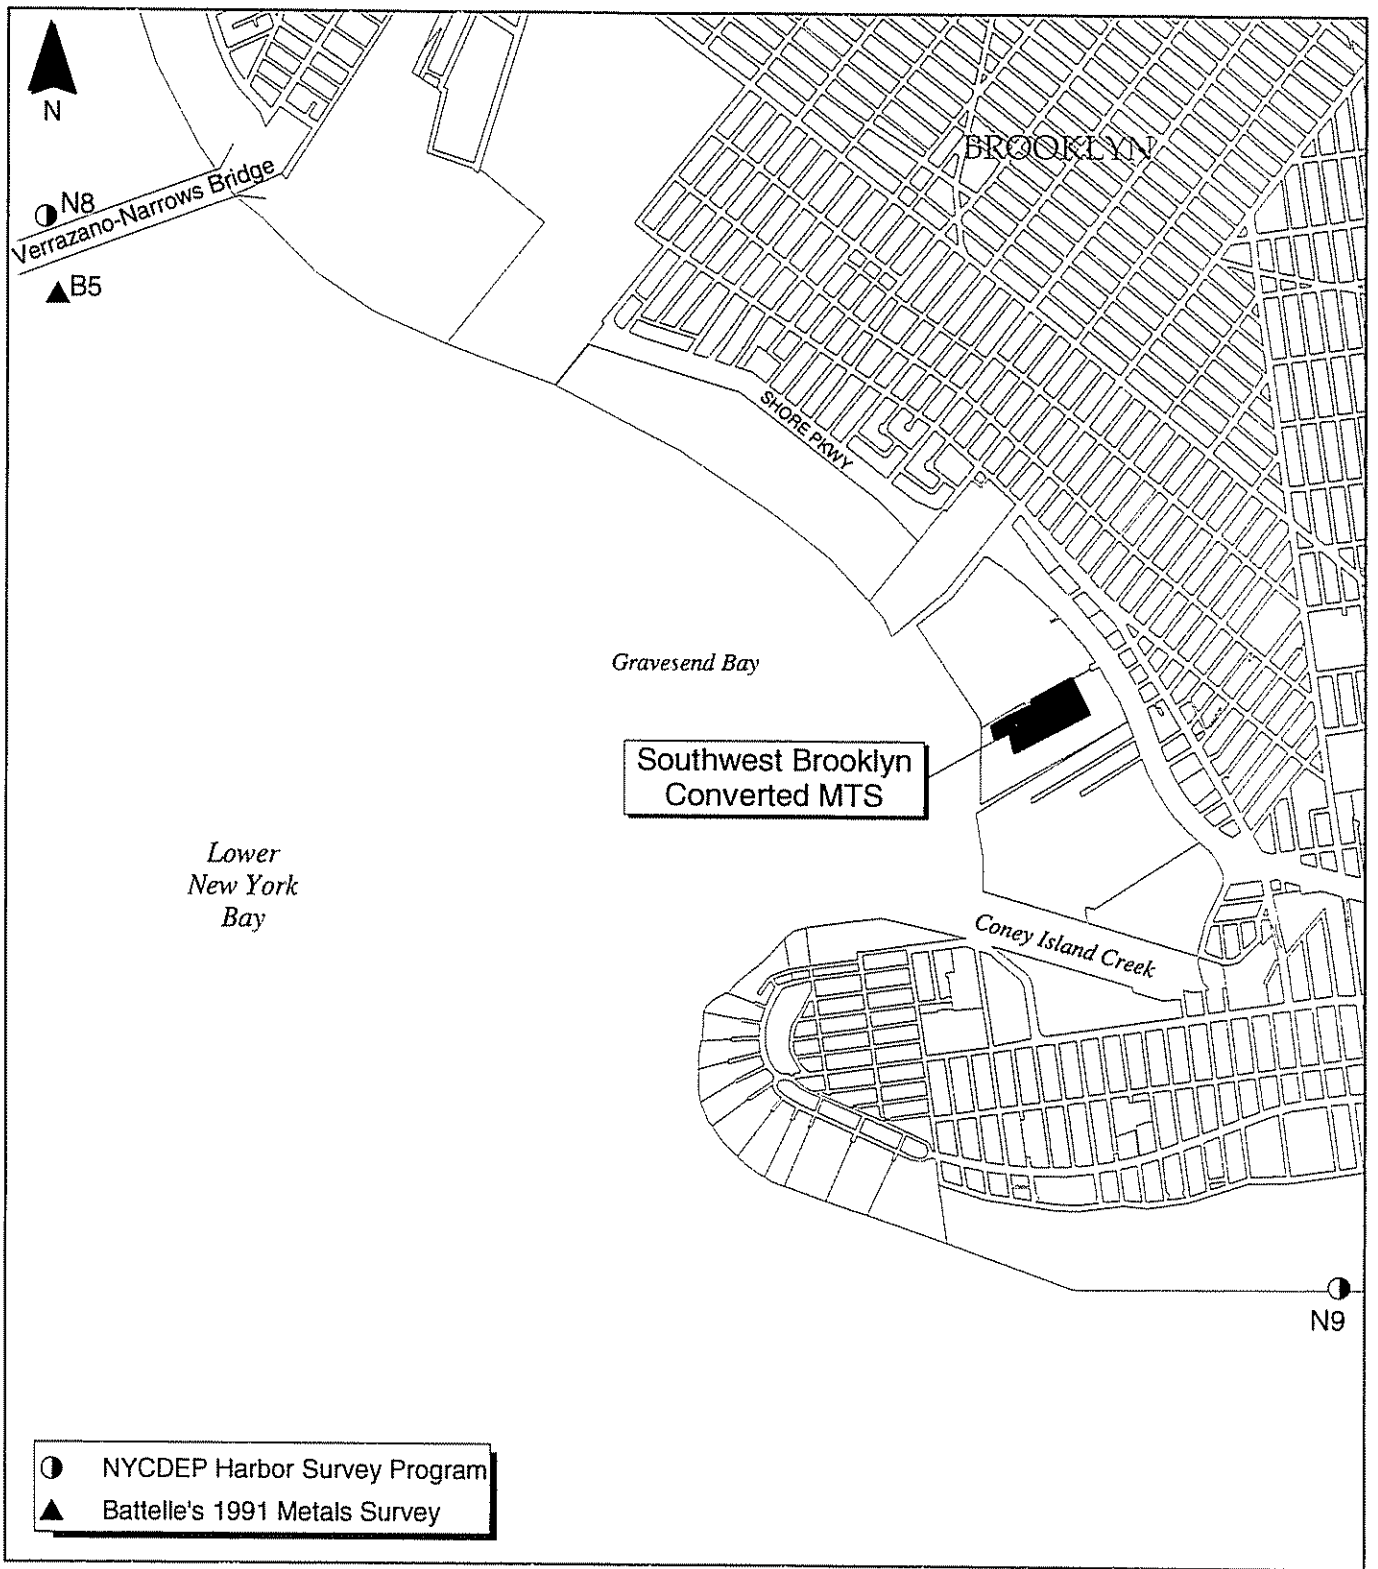 N
BROOKLYN
N8
Verrazano-Narrows Bridge
B5
SHORE PKWY
Gravesend Bay
Southwest Brooklyn
Converted MTS
Lower
New York
Bay
Coney Island Creek
N9
NYCDEP Harbor Survey Program
Battelle's 1991 Metals Survey